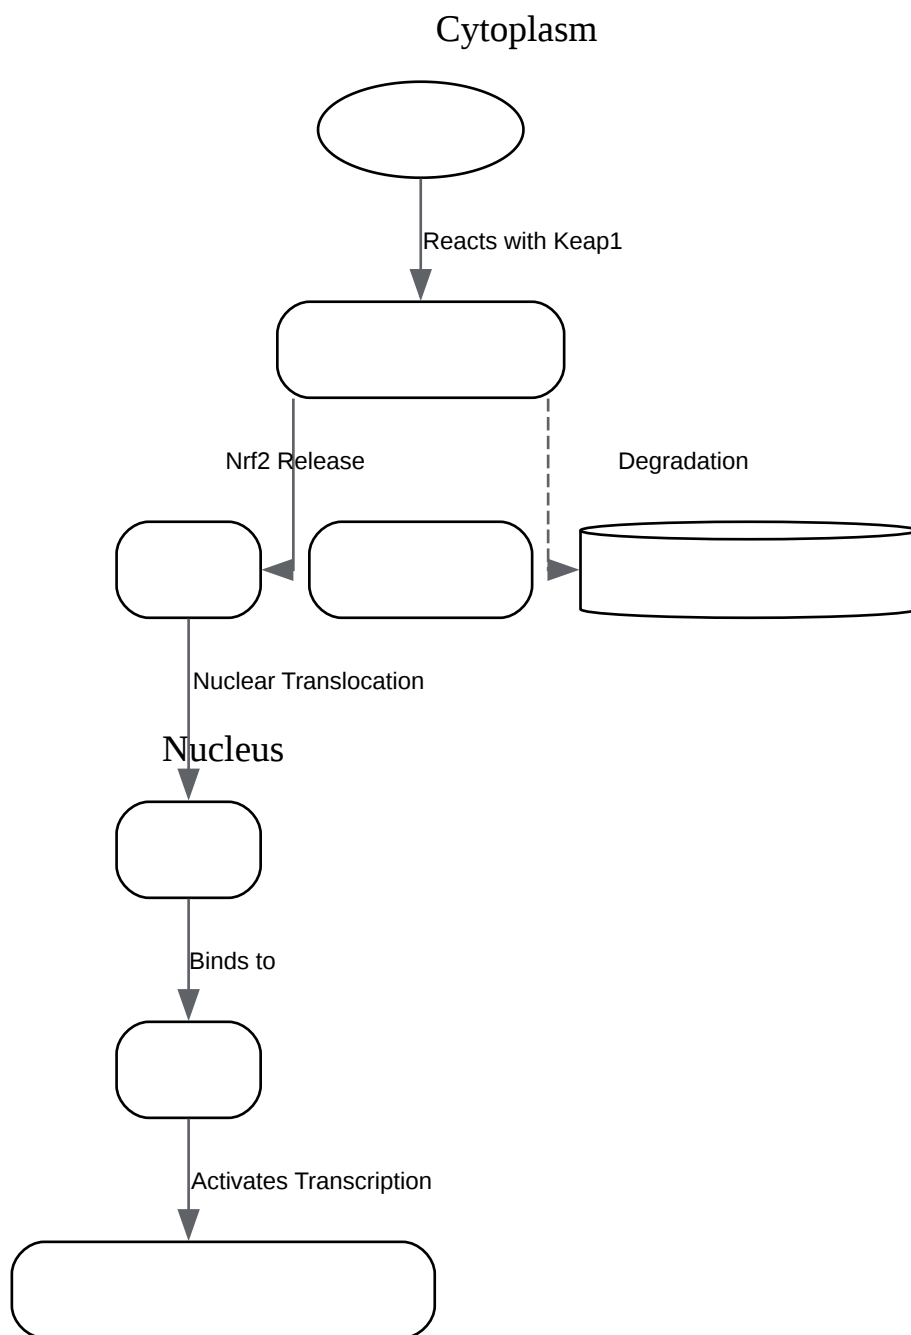 Cytoplasm
Reacts with Keap1
Nrf2 Release
Degradation
Nuclear Translocation
Nucleus
Binds to
Activates Transcription